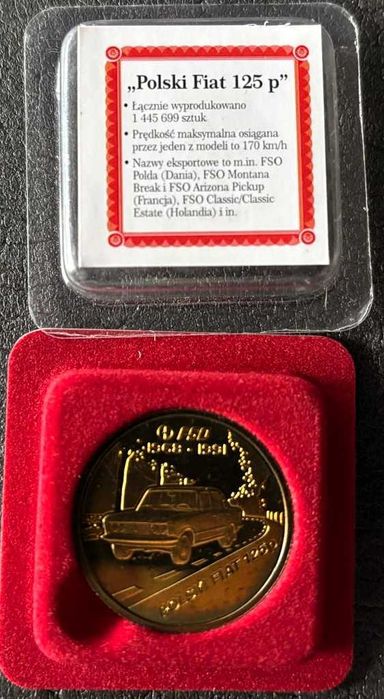 „Polski Fiat 125 p”
• Łącznie wyprodukowano
1 445 699 sztuk
• Prędkość maksymalna osiągana
przez jeden z modeli to 170 km/h
• Nazwy eksportowe to m.in. FSO
Polda (Dania), FSO Montana
Break i FSO Arizona Pickup
(Francja), FSO Classic/Classic
Estate (Holandia) i in.
FSO
1968 - 1991
POLSKI FIAT 125p